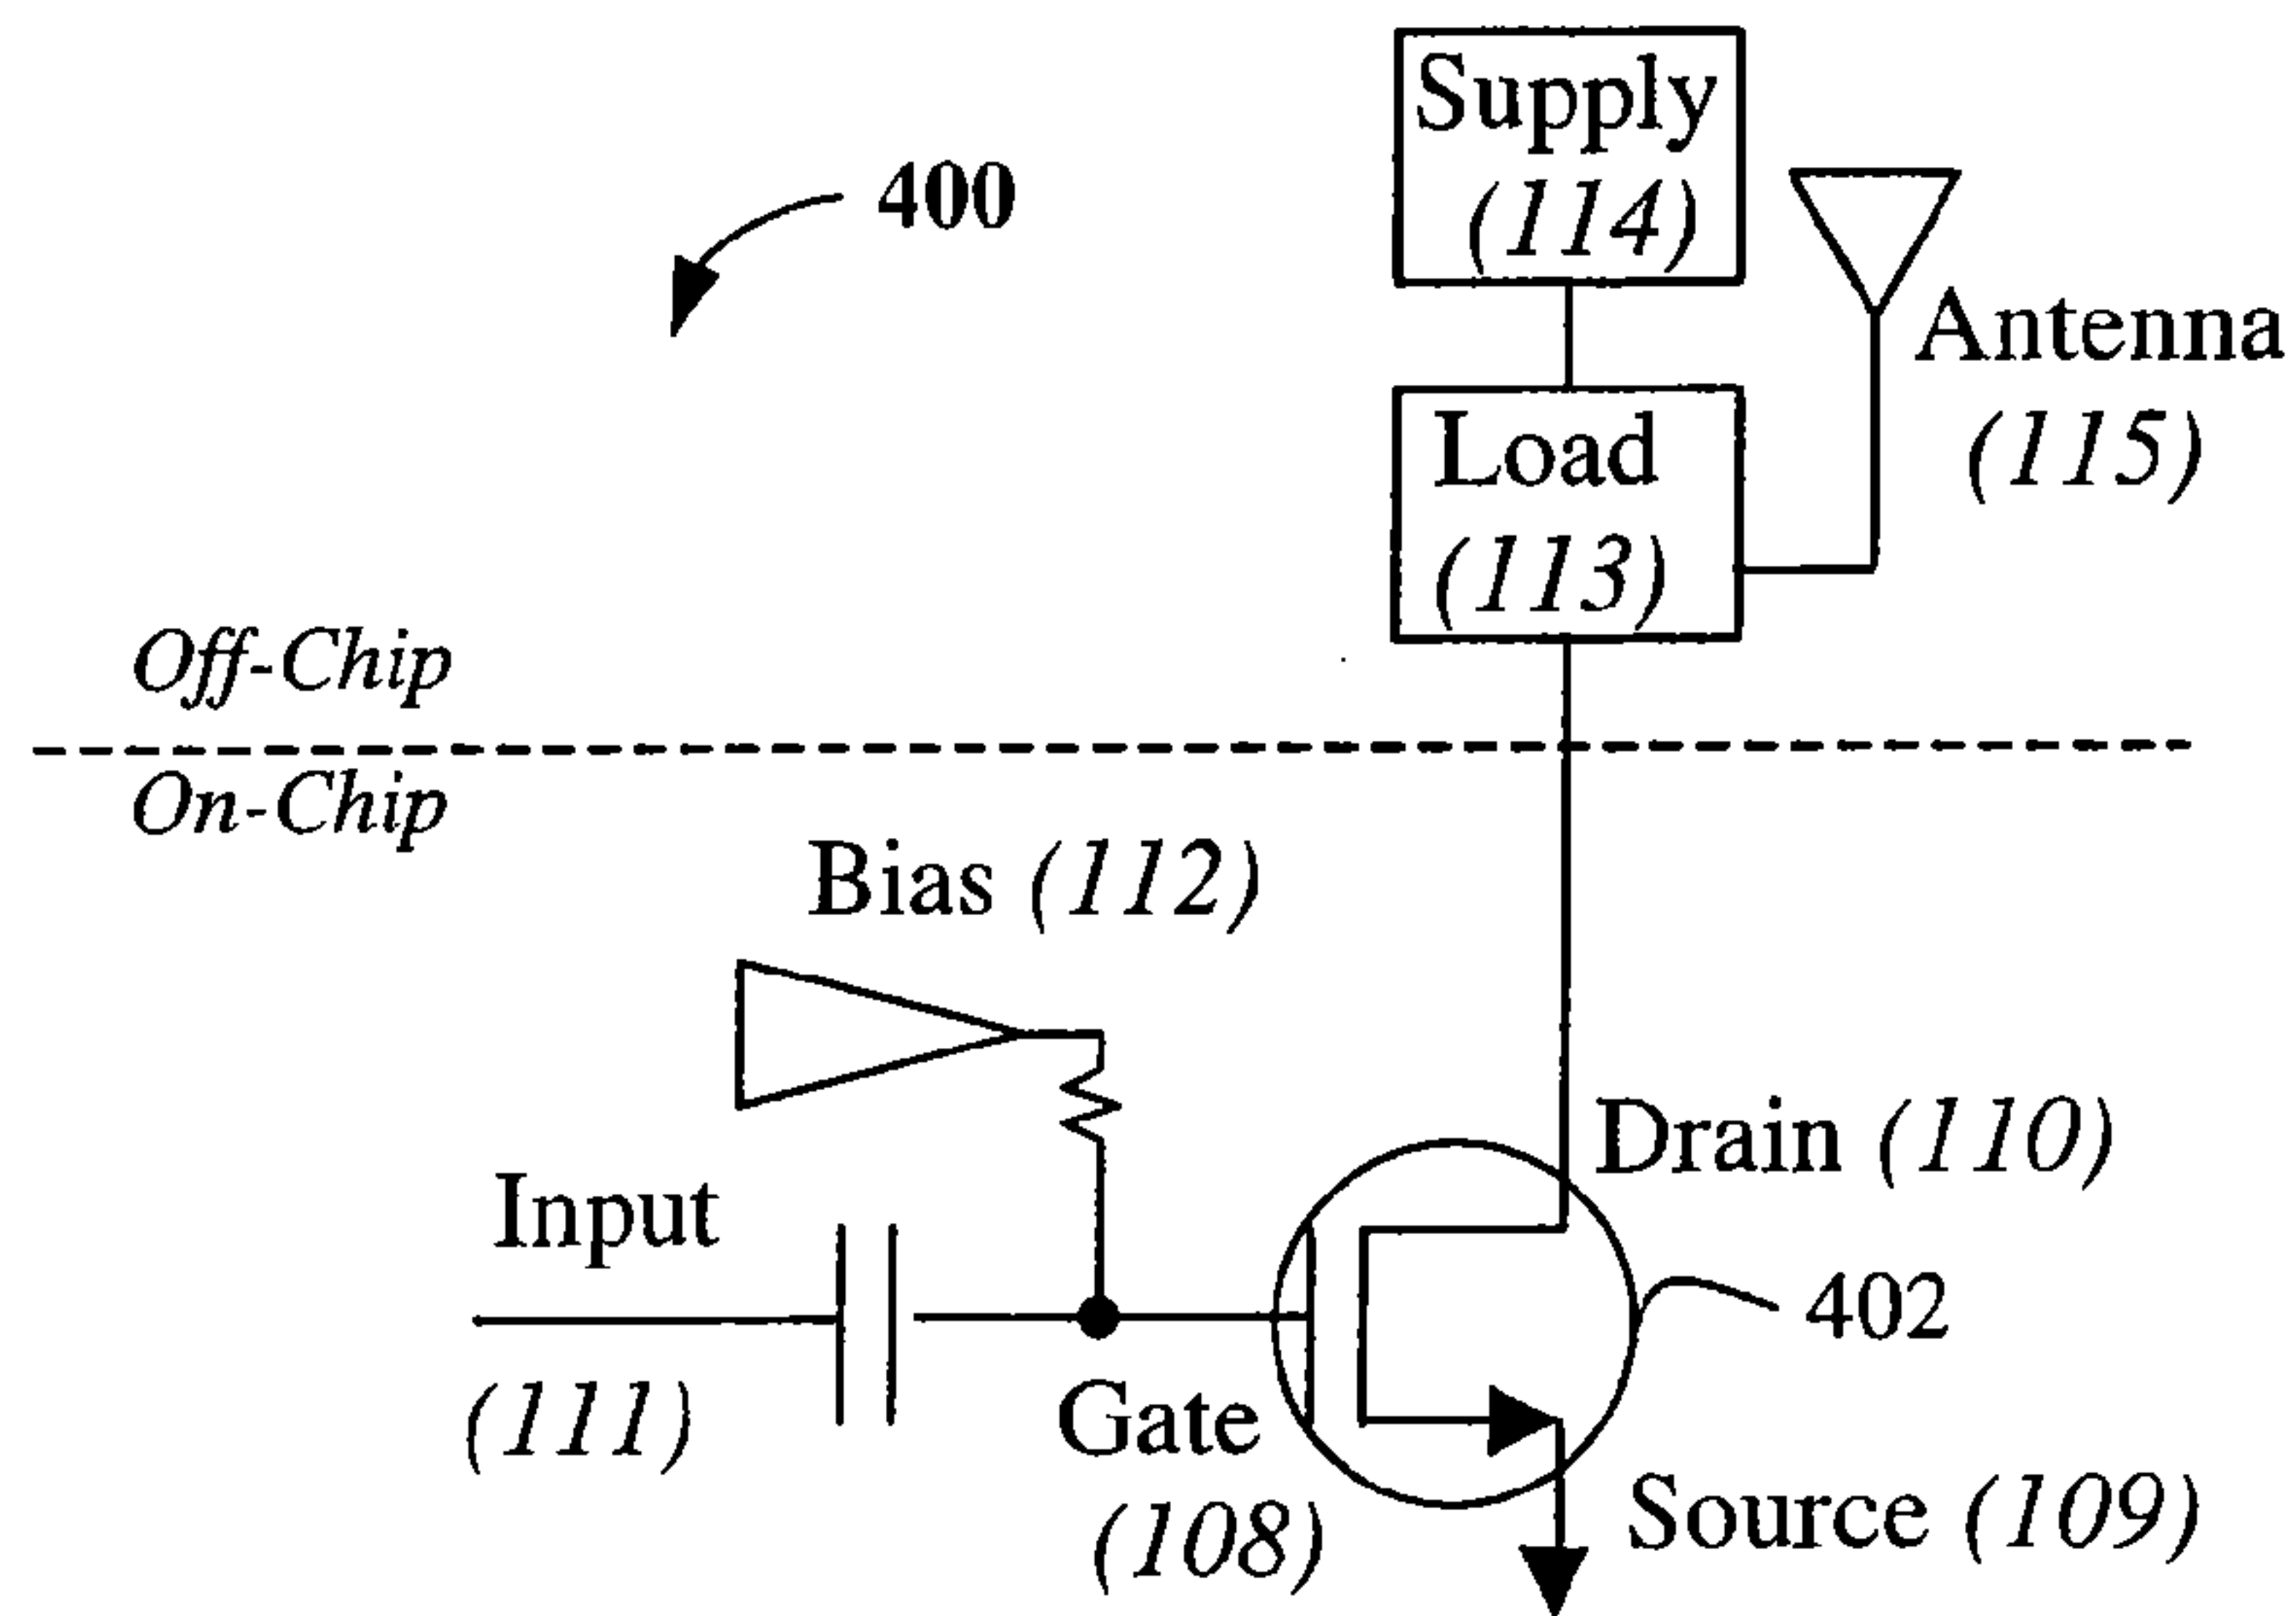 Supply
(114)
400
Antenna
(115)
Load
(113)
Off-Chip
On-Chip
Bias (112)
Drain (110)
Input
(111)
402
Gate
(108)
Source (109)